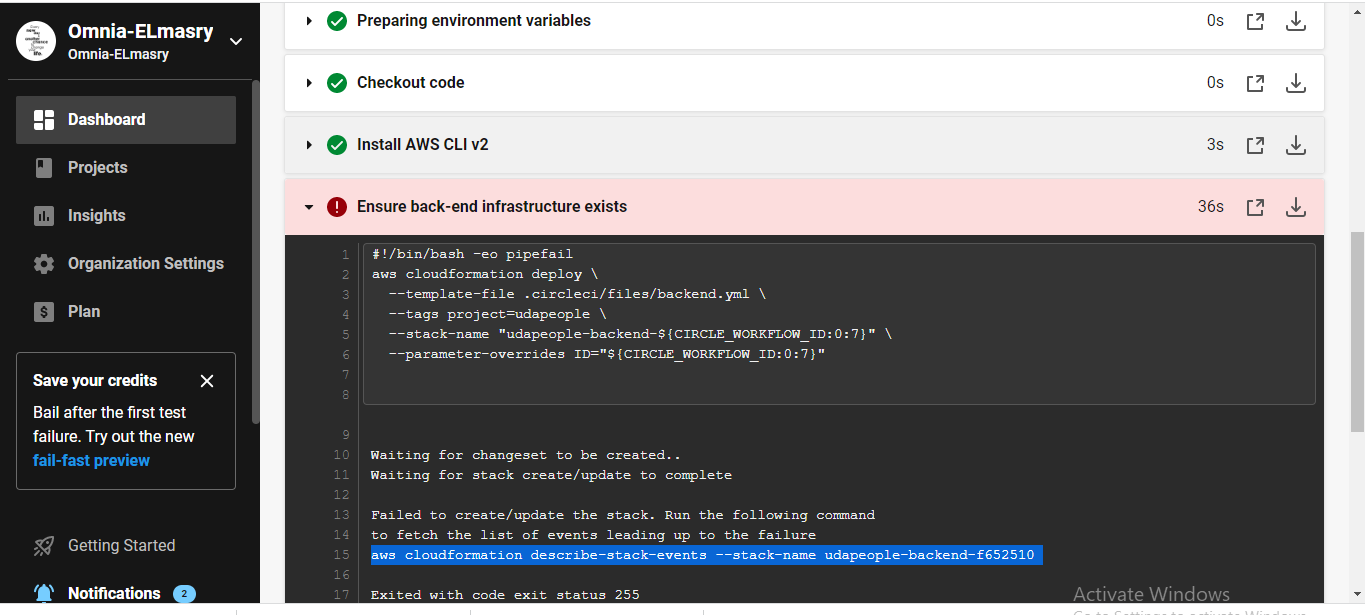 Omnia-ELmasry
Omnia-ELmasry
Dashboard
Projects
Insights
Organization Settings
Plan
Save your credits
Bail after the first test
failure. Try out the new
fail-fast preview
Getting Started
Notifications 2
Preparing environment variables 0s
Checkout code 0s
Install AWS CLI v2 3s
Ensure back-end infrastructure exists 36s
1 #!/bin/bash -eo pipefail
2 aws cloudformation deploy \
3 --template-file .circleci/files/backend.yml \
4 --tags project=udapeople \
5 --stack-name "udapeople-backend-${CIRCLE_WORKFLOW_ID:0:7}" \
6 --parameter-overrides ID="${CIRCLE_WORKFLOW_ID:0:7}"
7
8
9
10 Waiting for changeset to be created..
11 Waiting for stack create/update to complete
12
13 Failed to create/update the stack. Run the following command
14 to fetch the list of events leading up to the failure
15 aws cloudformation describe-stack-events --stack-name udapeople-backend-f652510
16
17 Exited with code exit status 255
Activate Windows